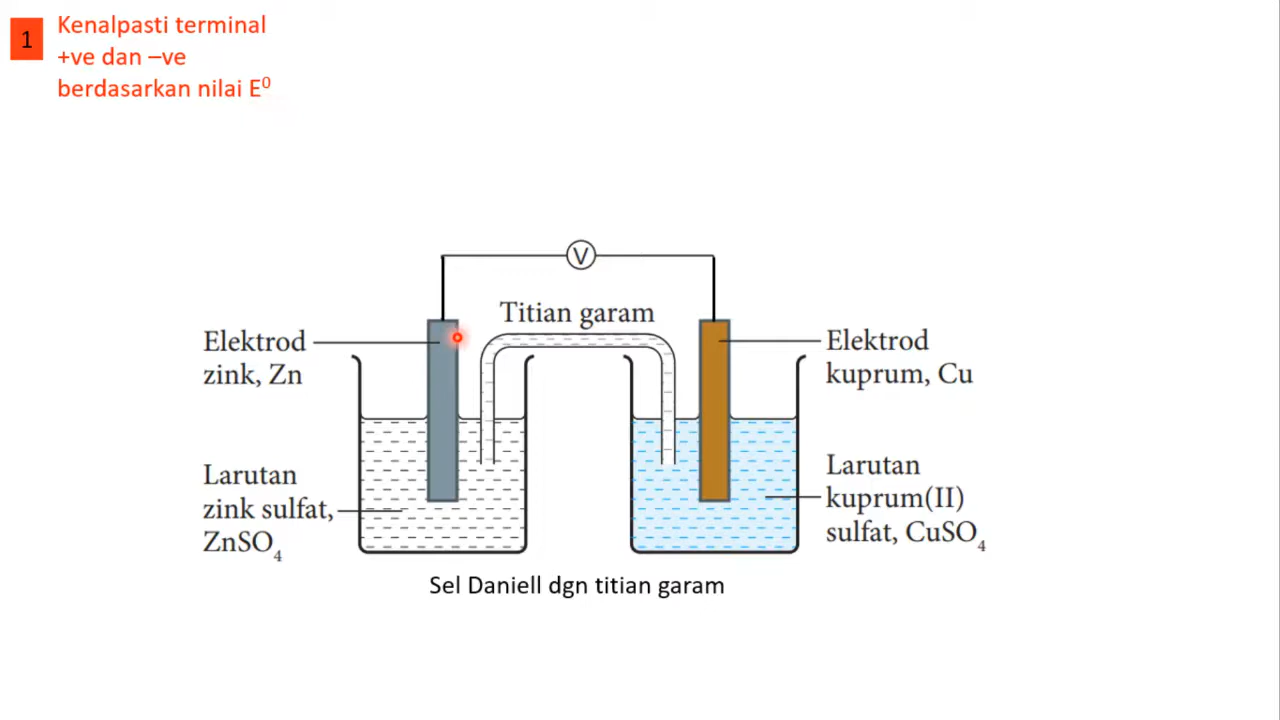 1
Kenalpasti terminal
+ve dan –ve
berdasarkan nilai E⁰
V
Titian garam
Elektrod
zink, Zn
Elektrod
kuprum, Cu
Larutan
zink sulfat,
ZnSO₄
Larutan
kuprum(II)
sulfat, CuSO₄
Sel Daniell dgn titian garam